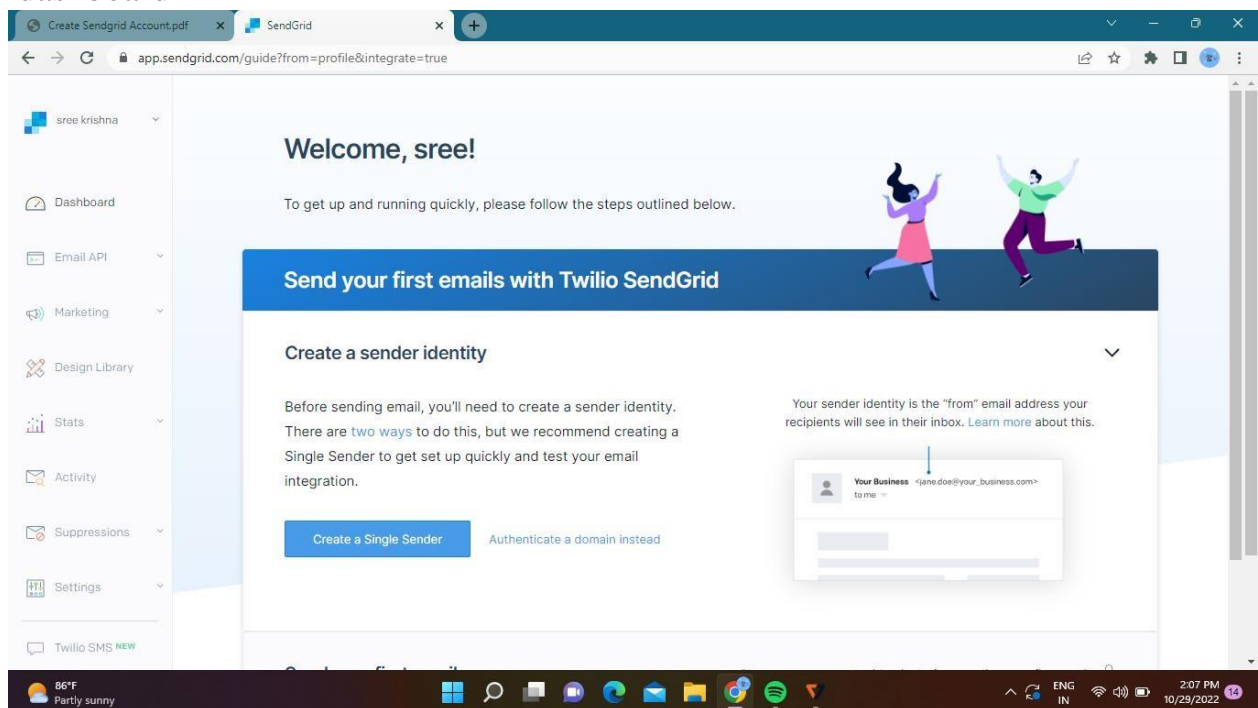 Create Sendgrid Account.pdf
SendGrid
app.sendgrid.com/guide?from=profile&integrate=true
sree krishna
Welcome, sree!
To get up and running quickly, please follow the steps outlined below.
Dashboard
Email API
Marketing
Design Library
Stats
Activity
Suppressions
Settings
Twilio SMS NEW
Send your first emails with Twilio SendGrid
Create a sender identity
Before sending email, you'll need to create a sender identity.
There are two ways to do this, but we recommend creating a
Single Sender to get set up quickly and test your email
integration.
Create a Single Sender
Authenticate a domain instead
Your sender identity is the "from" email address your
recipients will see in their inbox. Learn more about this.
Your Business <jane.doe@your_business.com>
to me
86°F
Partly sunny
ENG
IN
2:07 PM
10/29/2022
14